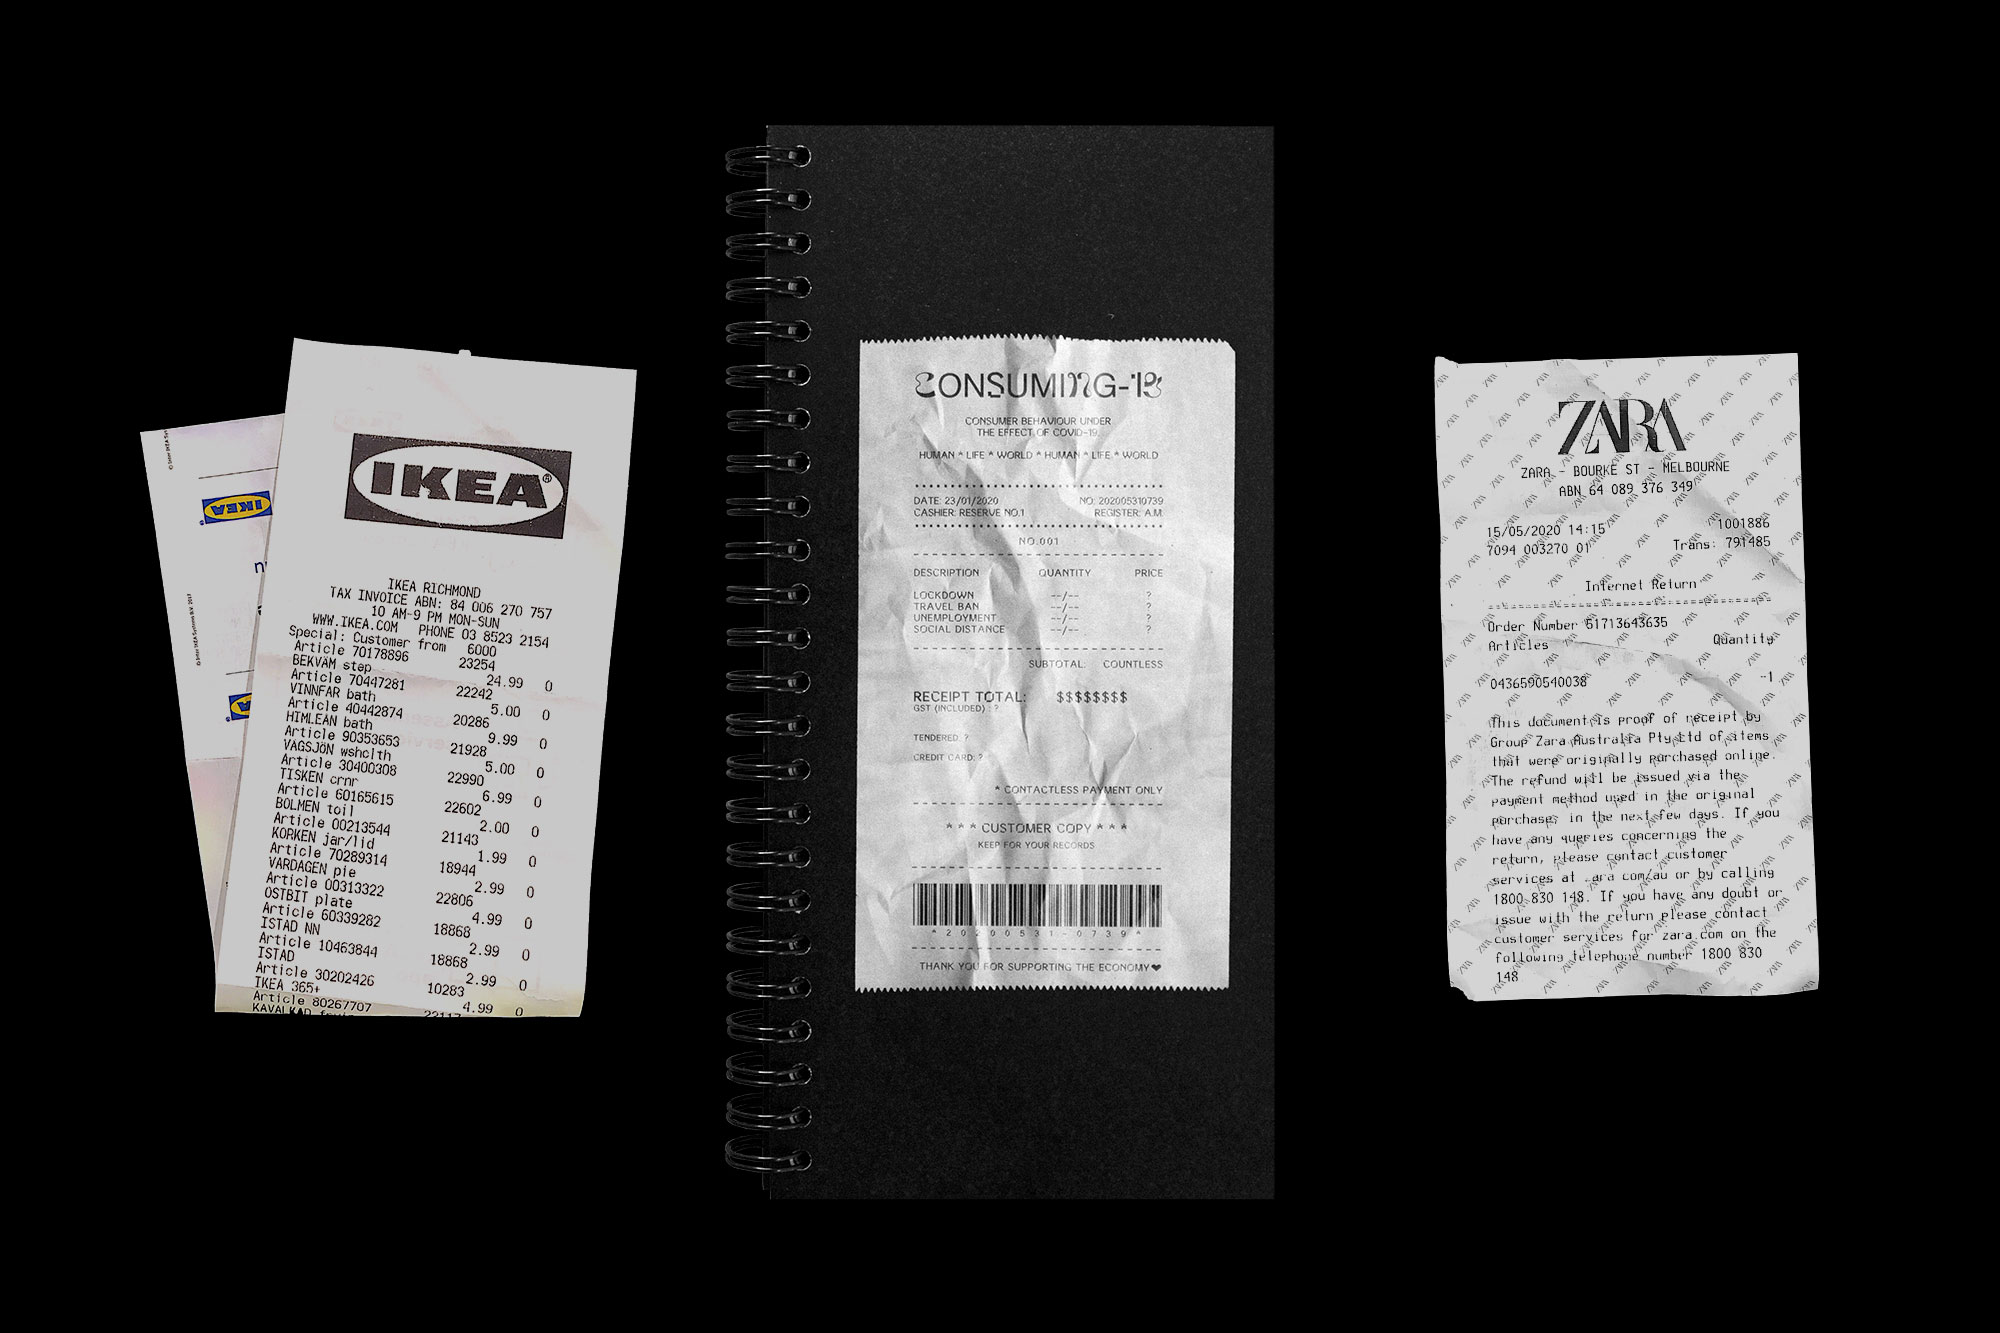 © Inter IKEA Sys
IKEA
© Inter IKEA Systems B.V. 2017
IKEA
IKEA®
IKEA RICHMOND
TAX INVOICE ABN: 84 006 270 757
10 AM-9 PM MON-SUN
WWW.IKEA.COM PHONE 03 8523 2154
Special: Customer from 6000
Article 70178896 23254
BEKVÄM step 24.99 0
Article 70447281 22242
VINNFAR bath 5.00 0
Article 40442874 20286
HIMLEAN bath 9.99 0
Article 90353653 21928
VÅGSJÖN wshclth 5.00 0
Article 30400308 22990
TISKEN crnr 6.99 0
Article 60165615 22602
BOLMEN toil 2.00 0
Article 00213544 21143
KORKEN jar/lid 1.99 0
Article 70289314 18944
VARDAGEN pie 2.99 0
Article 00313322 22806
OSTBIT plate 4.99 0
Article 60339282 18868
ISTAD NN 2.99 0
Article 10463844 18868
ISTAD 2.99 0
Article 30202426 10283
IKEA 365+ 4.99 0
Article 80267707
KAVALKAD
CONSUMING-19
CONSUMER BEHAVIOUR UNDER
THE EFFECT OF COVID-19.
HUMAN * LIFE * WORLD * HUMAN * LIFE * WORLD
DATE: 23/01/2020 NO: 202005310739
CASHIER: RESERVE NO.1 REGISTER: A.M
NO.001
DESCRIPTION QUANTITY PRICE
LOCKDOWN --/-- ?
TRAVEL BAN --/-- ?
UNEMPLOYMENT --/-- ?
SOCIAL DISTANCE --/-- ?
SUBTOTAL: COUNTLESS
RECEIPT TOTAL: $$$$$$$$
GST (INCLUDED) : ?
TENDERED: ?
CREDIT CARD: ?
* CONTACTLESS PAYMENT ONLY
* * * CUSTOMER COPY * * *
KEEP FOR YOUR RECORDS
*20200531-0739*
THANK YOU FOR SUPPORTING THE ECONOMY❤
ZARA
ZARA - BOURKE ST - MELBOURNE
ABN 64 089 376 349
15/05/2020 14:15 1001886
7094 003270 01 Trans: 791485
Internet Return
Order Number 51713643635
Articles Quantity
0436590540038 -1
This document is proof of receipt by
Group Zara Australia Pty Ltd of items
that were originally purchased online.
The refund will be issued via the
payment method used in the original
purchase, in the next few days. If you
have any queries concerning the
return, please contact customer
services at zara com/au or by calling
1800 830 148. If you have any doubt or
issue with the return please contact
customer services for zara.com on the
following telephone number 1800 830
148